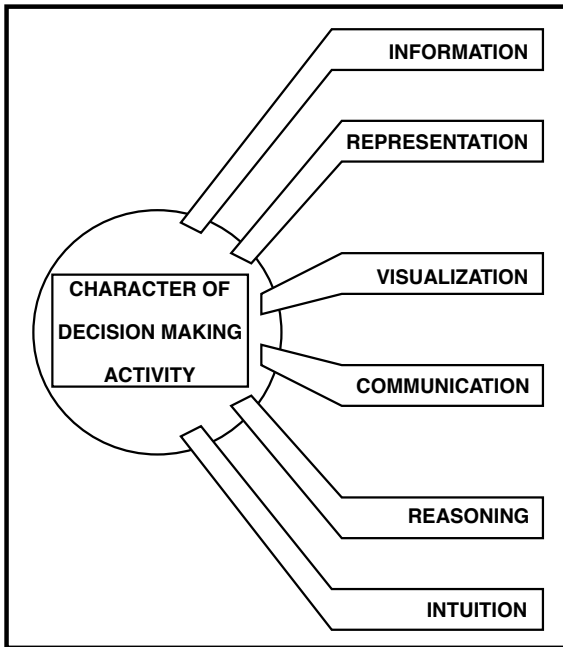 INFORMATION
REPRESENTATION
VISUALIZATION
CHARACTER OF
DECISION MAKING
ACTIVITY
COMMUNICATION
REASONING
INTUITION